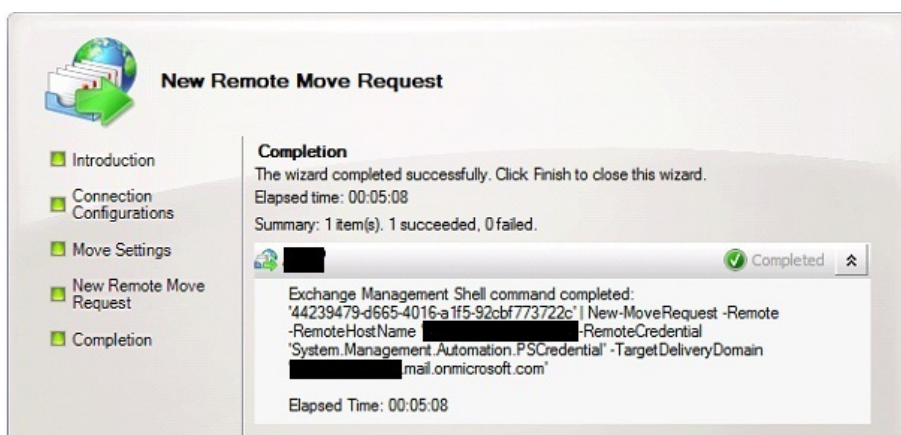 New Remote Move Request
Introduction
Connection
Configurations
Move Settings
New Remote Move
Request
Completion
Completion
The wizard completed successfully. Click Finish to close this wizard.
Elapsed time: 00:05:08
Summary: 1 item(s). 1 succeeded, 0 failed.
Completed
Exchange Management Shell command completed:
'44239479-d665-4016-a1f5-92cbf773722c' | New-MoveRequest -Remote
-RemoteHostName ' -RemoteCredential
'System.Management.Automation.PSCredential' -TargetDeliveryDomain
' .mail.onmicrosoft.com'
Elapsed Time: 00:05:08